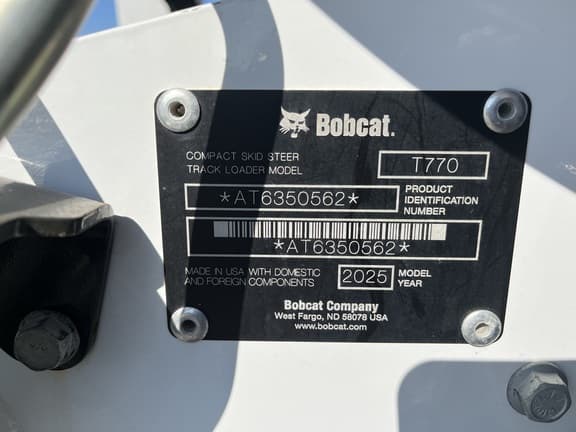 Bobcat.
COMPACT SKID STEER
TRACK LOADER MODEL
T770
*AT6350562*
PRODUCT
IDENTIFICATION
NUMBER
*AT6350562*
MADE IN USA WITH DOMESTIC
AND FOREIGN COMPONENTS
2025
MODEL
YEAR
Bobcat Company
West Fargo, ND 58078 USA
www.bobcat.com